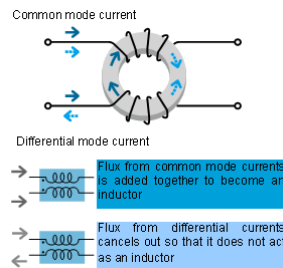 Common mode current
Differential mode current
Flux from common mode currents
is added together to become an
inductor
Flux from differential currents
cancels out so that it does not act
as an inductor